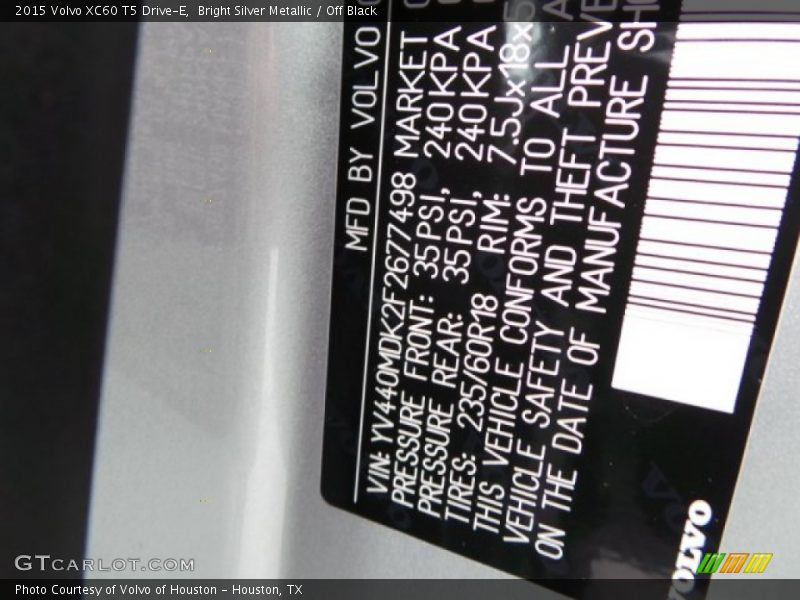 2015 Volvo XC60 T5 Drive-E, Bright Silver Metallic / Off Black
MFD BY VOLVO
VIN: YV440MDK2F2677498 MARKET
PRESSURE FRONT: 35PSI, 240KPA
PRESSURE REAR: 35PSI, 240KPA
TIRES: 235/60R18 RIM: 7.5Jx18x
THIS VEHICLE CONFORMS TO ALL A
VEHICLE SAFETY AND THEFT PREVE
ON THE DATE OF MANUFACTURE SH
VOLVO
GTCARLOT.COM
Photo Courtesy of Volvo of Houston - Houston, TX